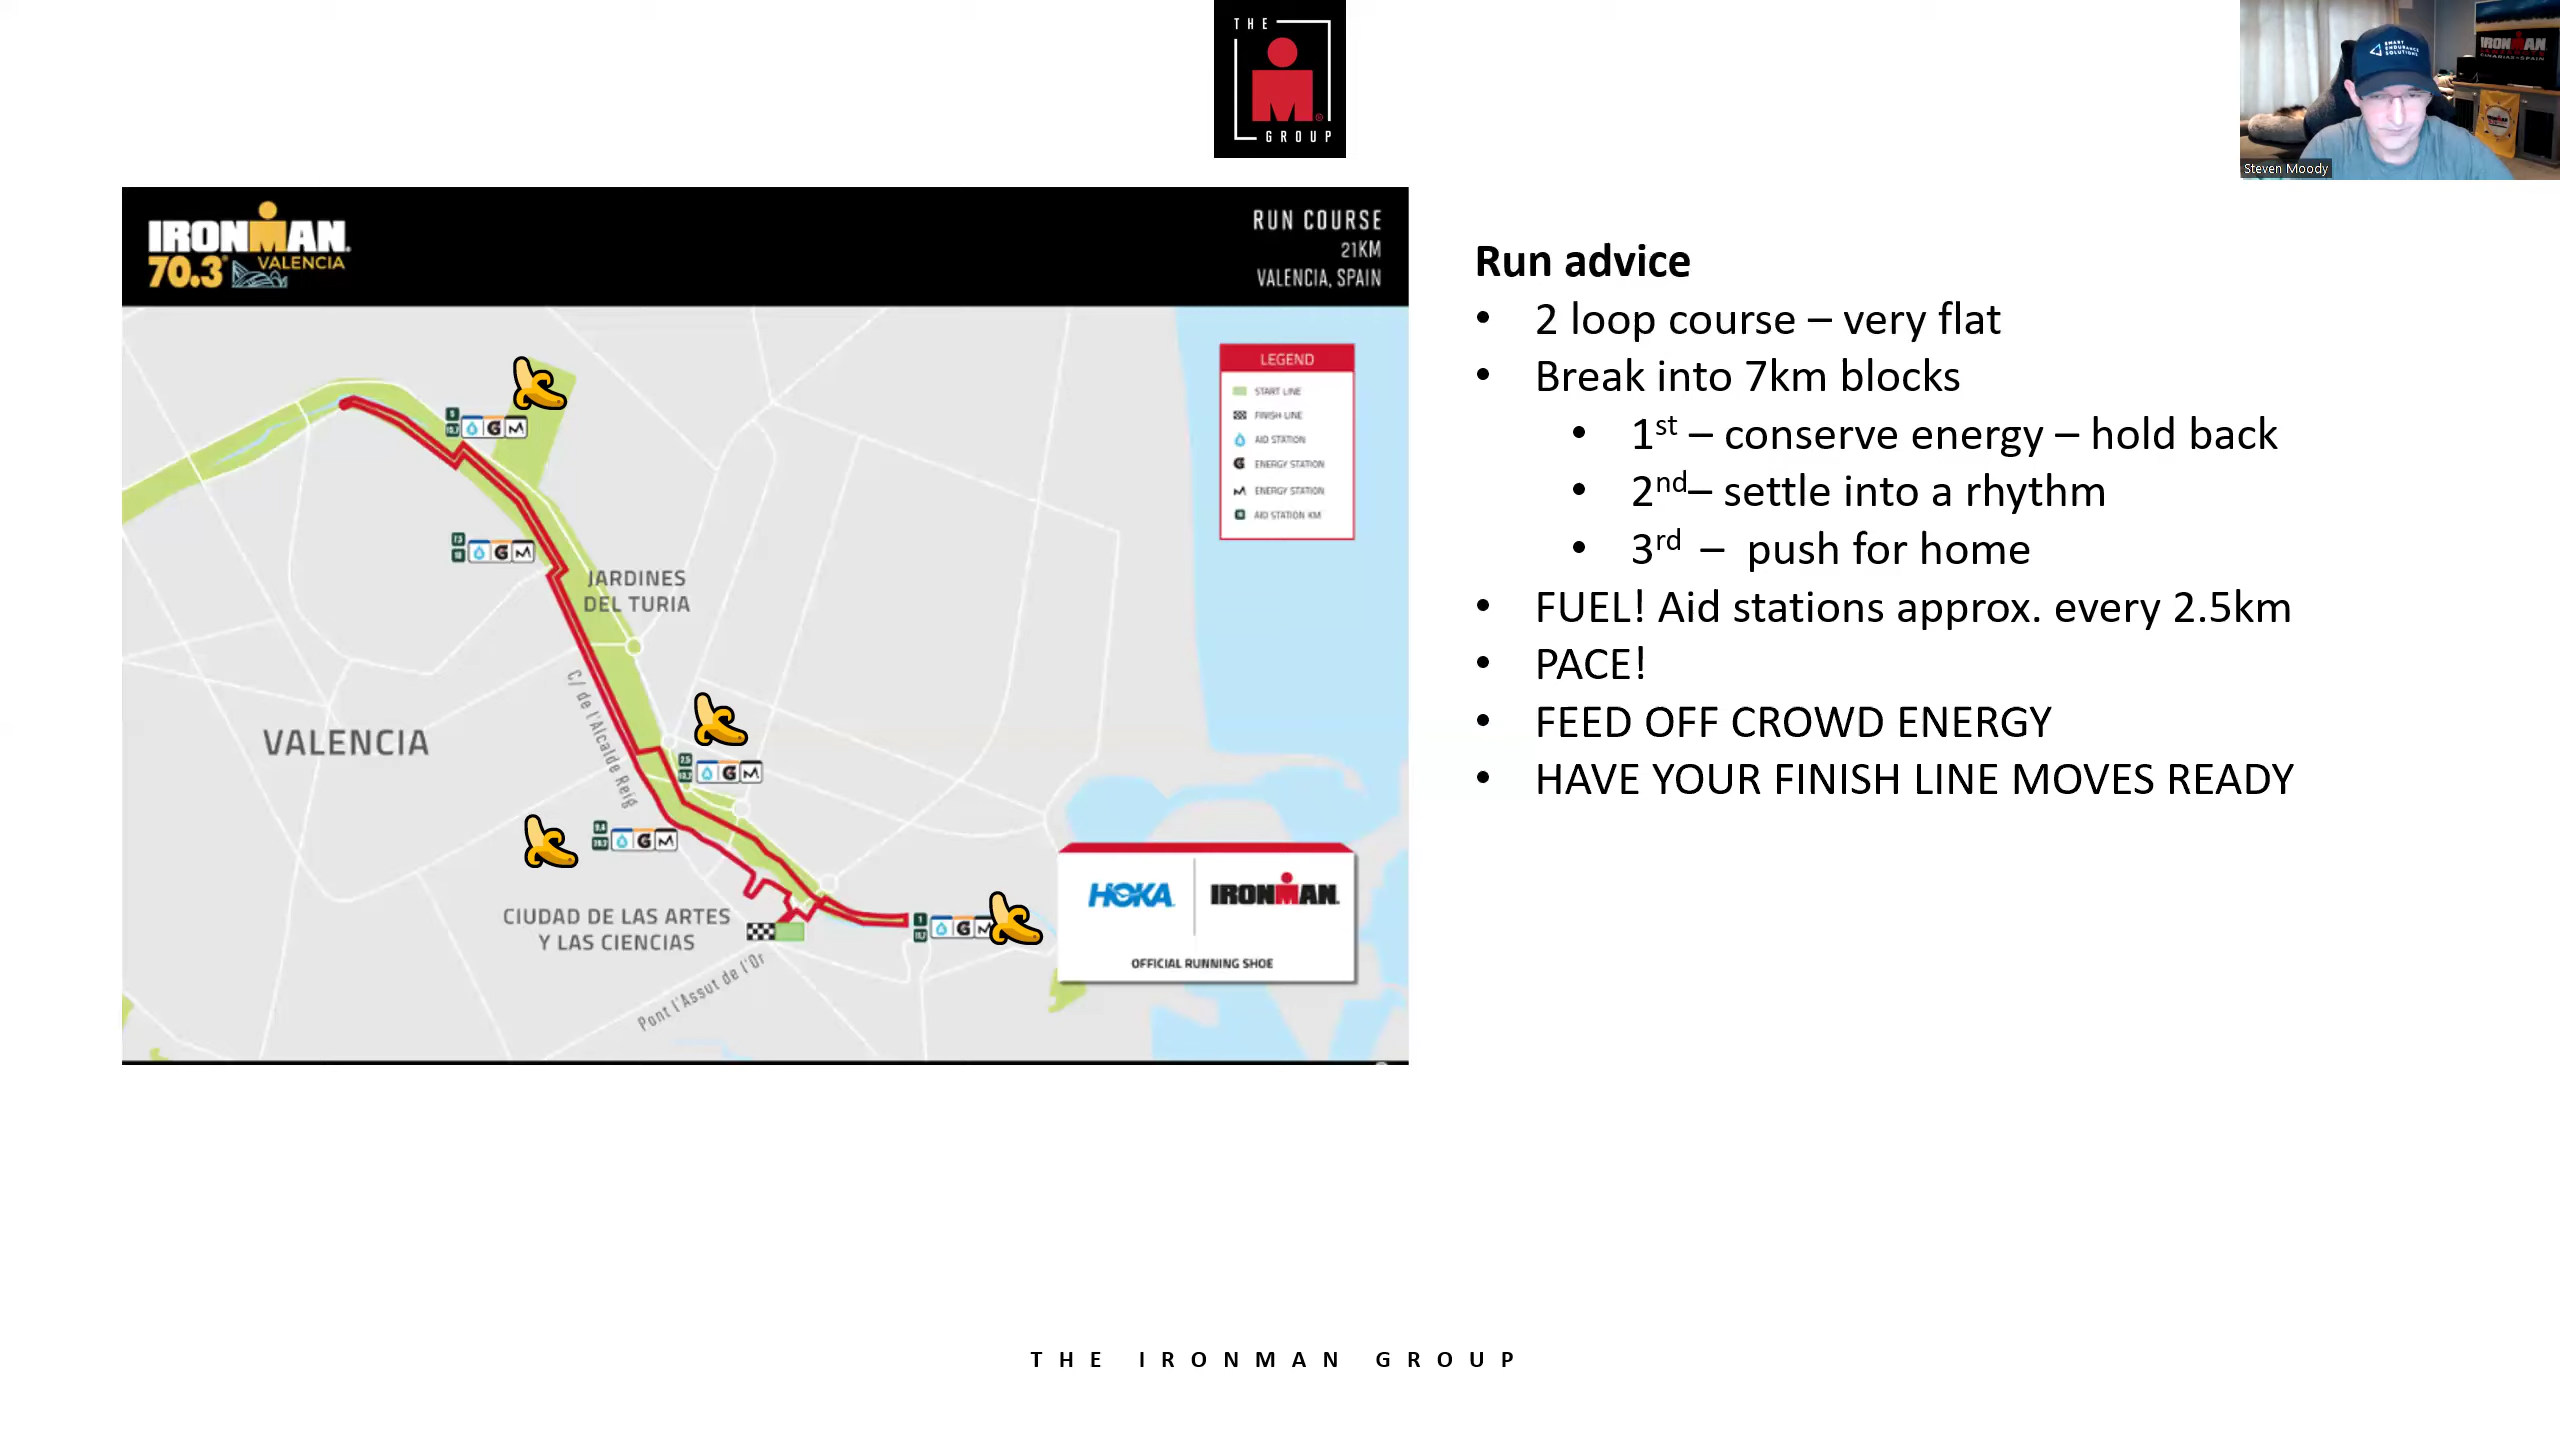 THE
GROUP
SMART
ENDURANCE
SOLUTIONS
IRONMAN
Steven Moody
IRONMAN
70.3 VALENCIA
RUN COURSE
21KM
VALENCIA, SPAIN
LEGEND
START LINE
FINISH LINE
AID STATION
ENERGY STATION
ENERGY STATION
AID STATION KM
JARDINES
DEL TURIA
C/ de l'Alcalde Reig
VALENCIA
CIUDAD DE LAS ARTES
Y LAS CIENCIAS
Pont l'Assut de l'Or
HOKA
IRONMAN
OFFICIAL RUNNING SHOE
Run advice
• 2 loop course – very flat
• Break into 7km blocks
• 1st – conserve energy – hold back
• 2nd– settle into a rhythm
• 3rd – push for home
• FUEL! Aid stations approx. every 2.5km
• PACE!
• FEED OFF CROWD ENERGY
• HAVE YOUR FINISH LINE MOVES READY
THE IRONMAN GROUP